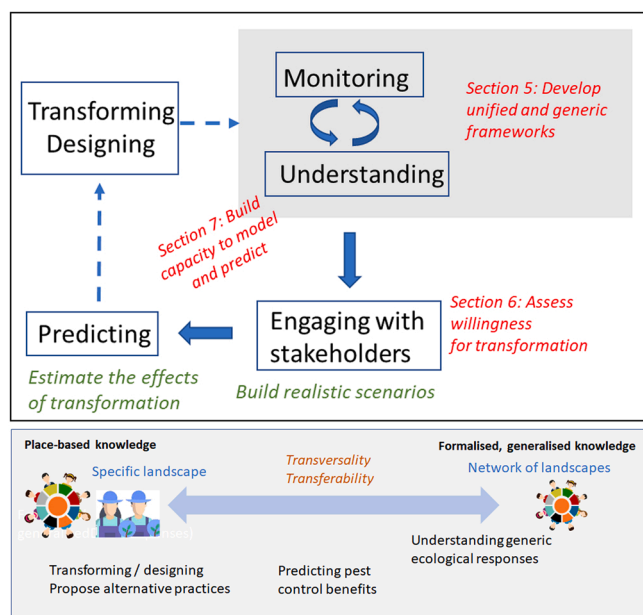 Monitoring
Section 5: Develop
unified and generic
frameworks
Transforming
Designing
Understanding
Section 7: Build
capacity to model
and predict
Engaging with
stakeholders
Section 6: Assess
willingness
for transformation
Predicting
Estimate the effects
of transformation
Build realistic scenarios
Place-based knowledge
Formalised, generalised knowledge
Specific landscape
Transversality
Transferability
Network of landscapes
Understanding generic
ecological responses
Transforming / designing
Propose alternative practices
Predicting pest
control benefits